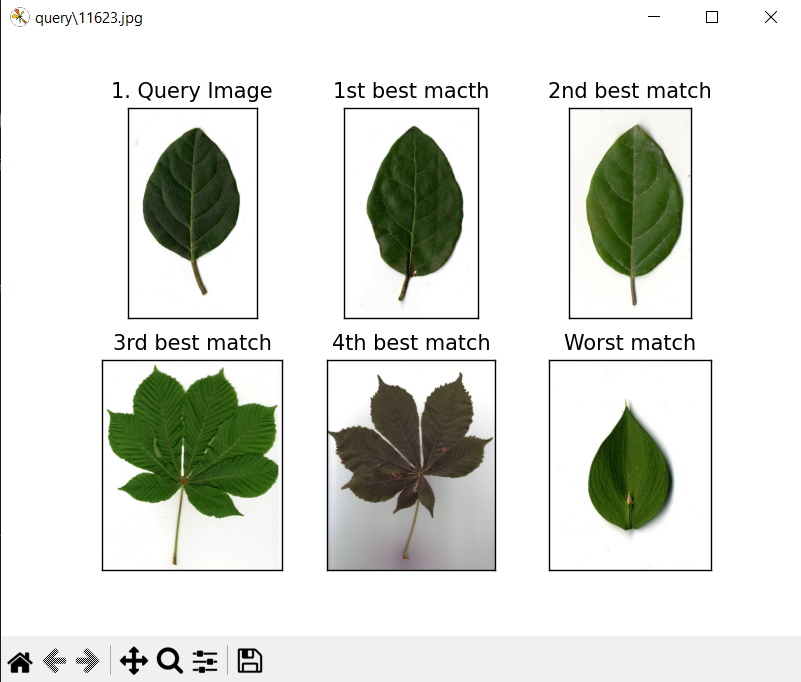 query\11623.jpg
1. Query Image
1st best macth
2nd best match
3rd best match
4th best match
Worst match